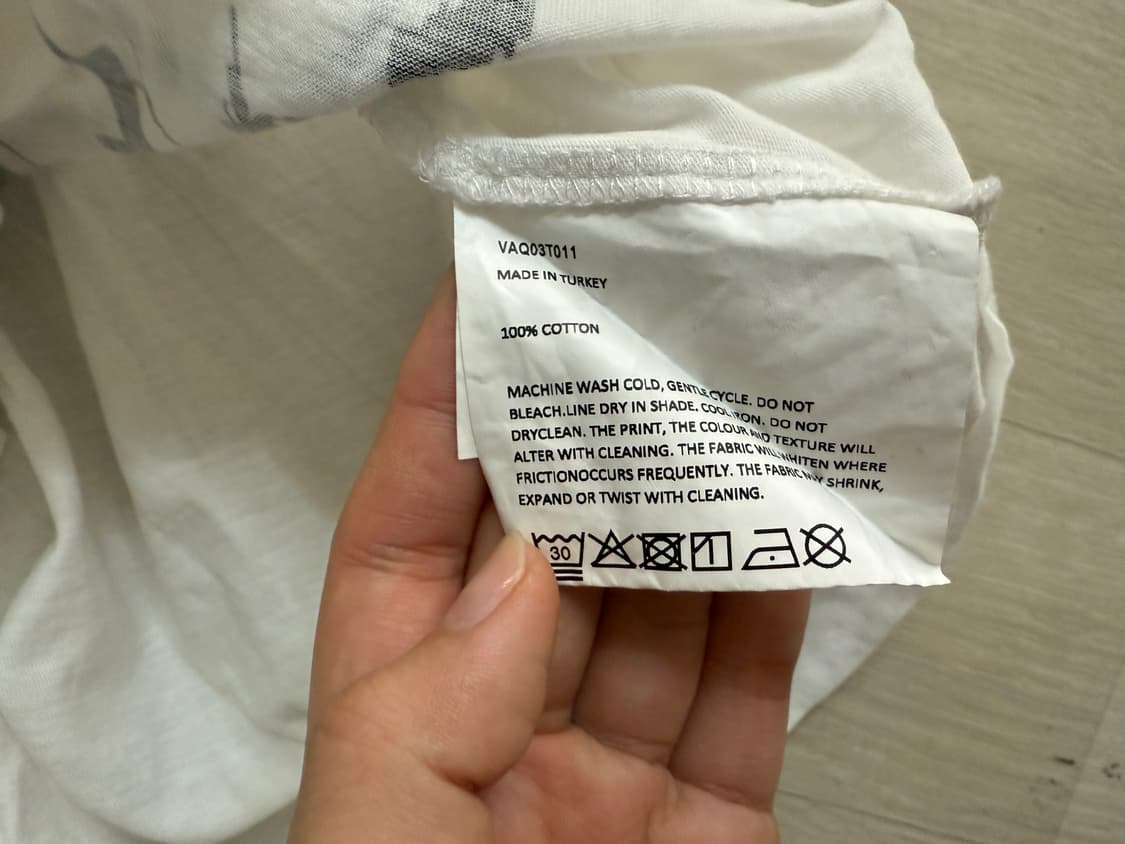 VAQ03T011
MADE IN TURKEY
100% COTTON
MACHINE WASH COLD, GENTLE CYCLE. DO NOT
BLEACH.LINE DRY IN SHADE. COOL IRON. DO NOT
DRYCLEAN. THE PRINT, THE COLOUR AND TEXTURE WILL
ALTER WITH CLEANING. THE FABRIC WILL WHITEN WHERE
FRICTIONOCCURS FREQUENTLY. THE FABRIC MAY SHRINK,
EXPAND OR TWIST WITH CLEANING.
30